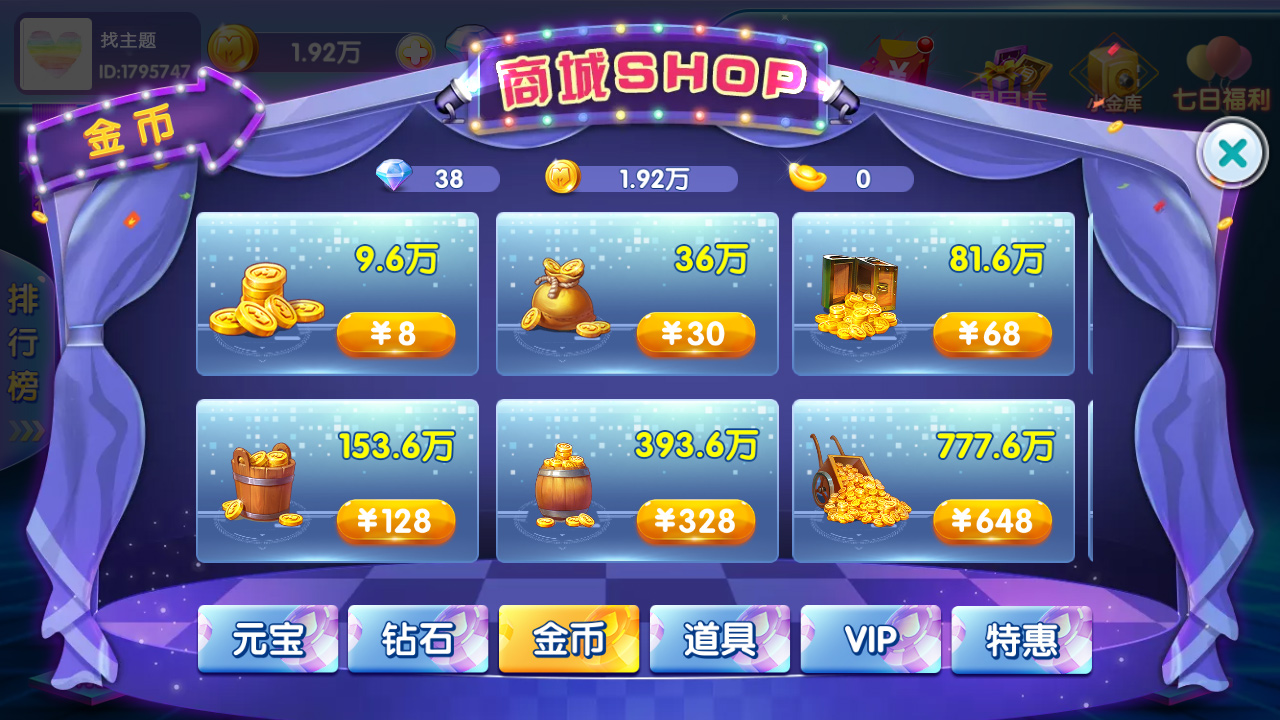 找主题
ID:1795747
1.92万
商城SHOP
金币
38
1.92万
0
七日福利
9.6万
¥8
36万
¥30
81.6万
¥68
排行榜
153.6万
¥128
393.6万
¥328
777.6万
¥648
元宝
钻石
金币
道具
VIP
特惠